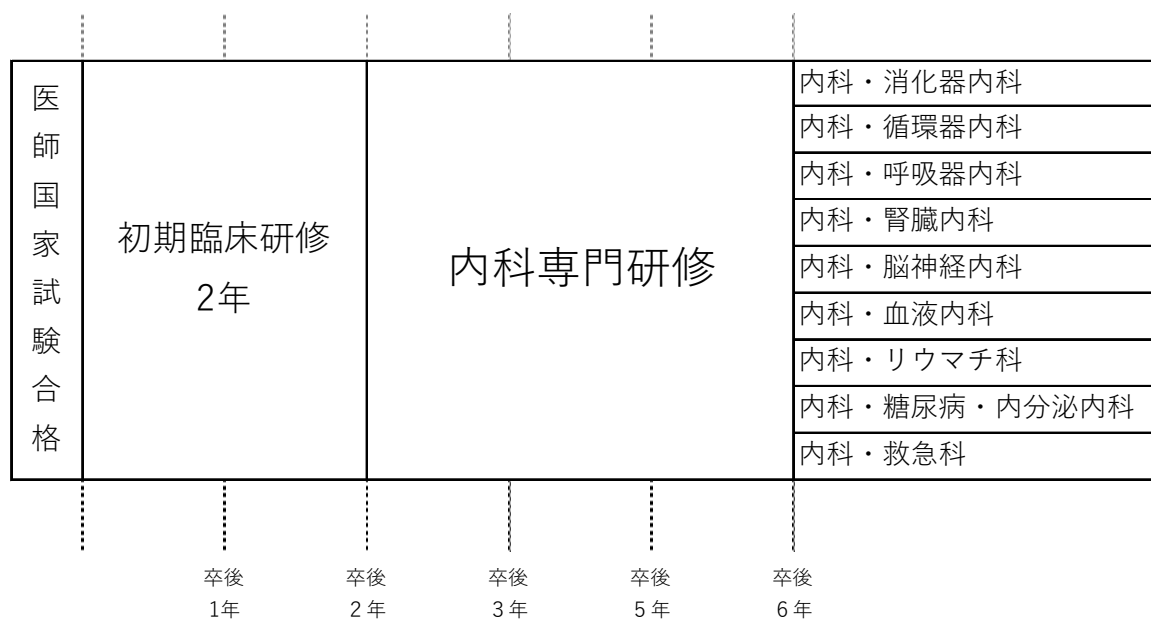 医師国家試験合格
初期臨床研修
2年
内科専門研修
内科・消化器内科
内科・循環器内科
内科・呼吸器内科
内科・腎臓内科
内科・脳神経内科
内科・血液内科
内科・リウマチ科
内科・糖尿病・内分泌内科
内科・救急科
卒後
1年
卒後
2年
卒後
3年
卒後
5年
卒後
6年